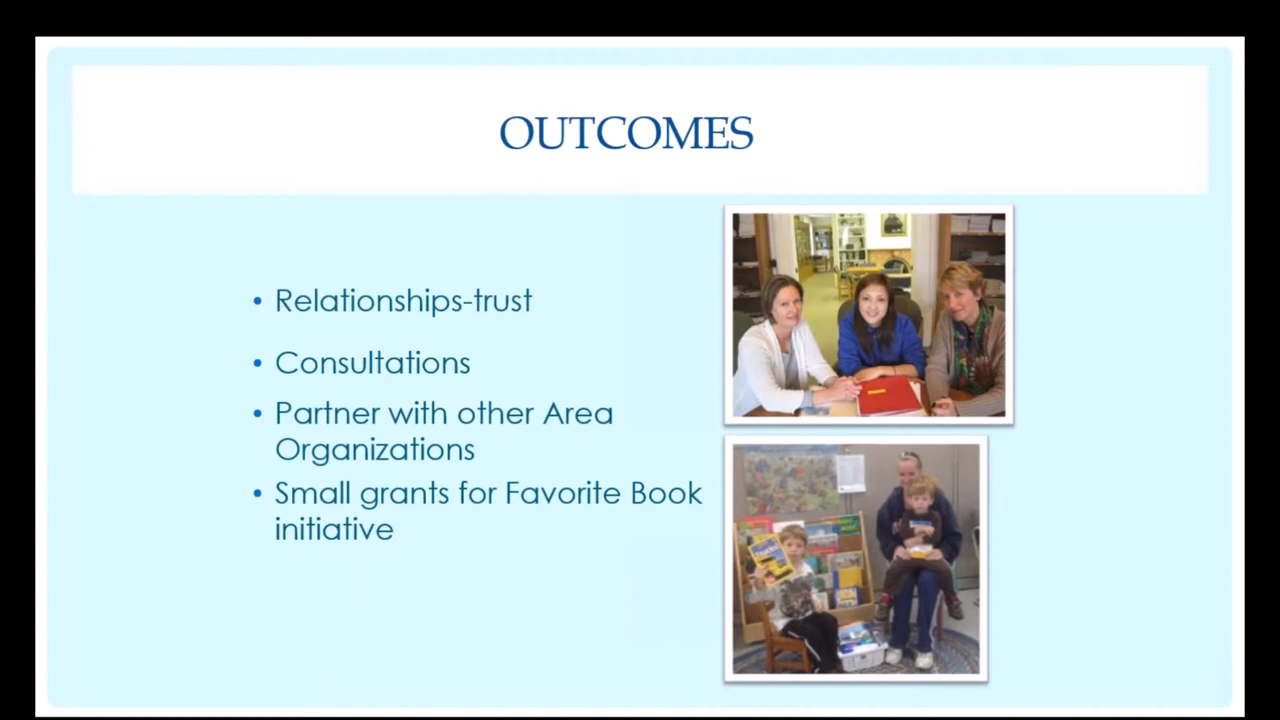 OUTCOMES
• Relationships-trust
• Consultations
• Partner with other Area
Organizations
• Small grants for Favorite Book
initiative